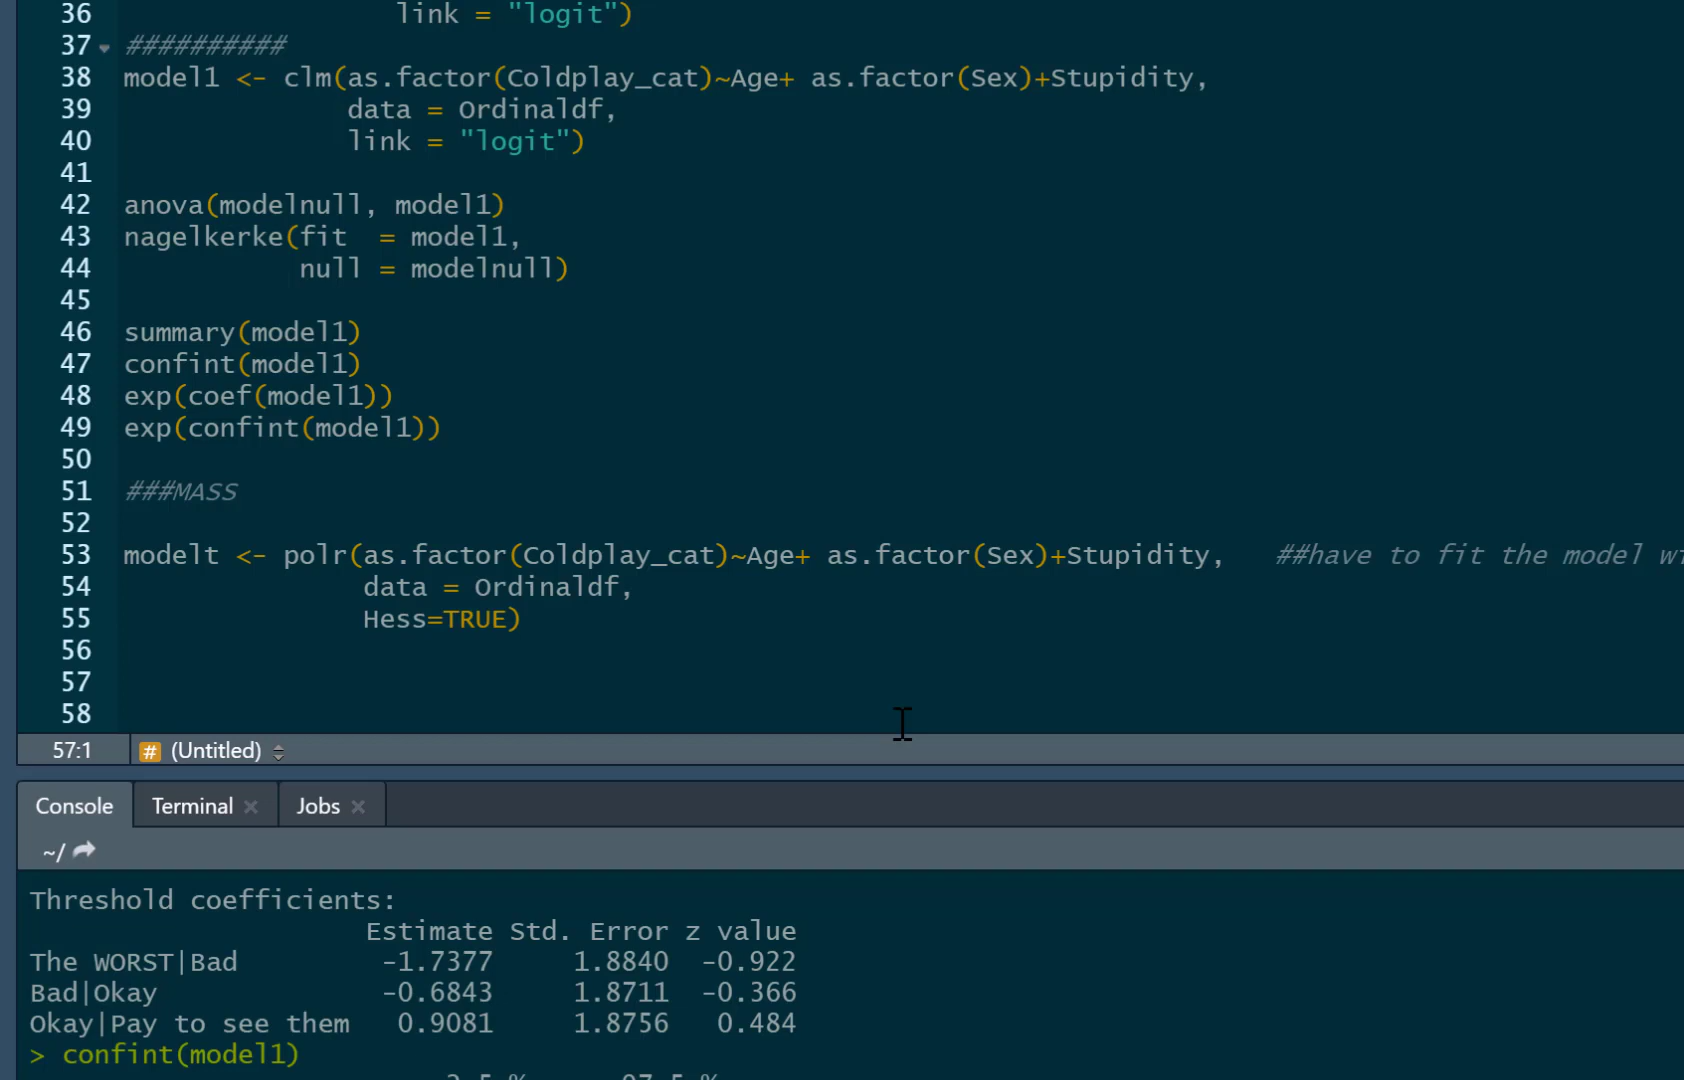 36 link = "logit")
37 ##########
38 model1 <- clm(as.factor(Coldplay_cat)~Age+ as.factor(Sex)+Stupidity,
39 data = Ordinaldf,
40 link = "logit")
41
42 anova(modelnull, model1)
43 nagelkerke(fit  = model1,
44 null = modelnull)
45
46 summary(model1)
47 confint(model1)
48 exp(coef(model1))
49 exp(confint(model1))
50
51 ###MASS
52
53 modelt <- polr(as.factor(Coldplay_cat)~Age+ as.factor(Sex)+Stupidity,   ##have to fit the model
54 data = Ordinaldf,
55 Hess=TRUE)
56
57
58
57:1 # (Untitled)
Console Terminal Jobs
~/
Threshold coefficients:
Estimate Std. Error z value
The WORST|Bad -1.7377 1.8840 -0.922
Bad|Okay -0.6843 1.8711 -0.366
Okay|Pay to see them 0.9081 1.8756 0.484
> confint(model1)